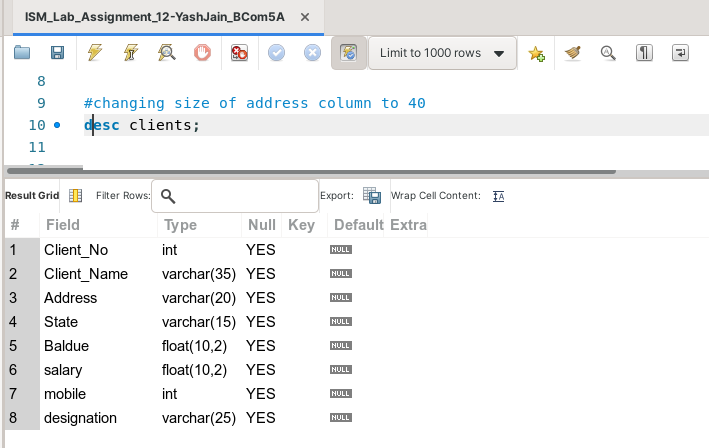 ISM_Lab_Assignment_12-YashJain_BCom5A ×
Limit to 1000 rows
8
9 #changing size of address column to 40
10 desc clients;
11
Result Grid Filter Rows: Export: Wrap Cell Content: IA
# Field Type Null Key Default Extra
1 Client_No int YES NULL
2 Client_Name varchar(35) YES NULL
3 Address varchar(20) YES NULL
4 State varchar(15) YES NULL
5 Baldue float(10,2) YES NULL
6 salary float(10,2) YES NULL
7 mobile int YES NULL
8 designation varchar(25) YES NULL